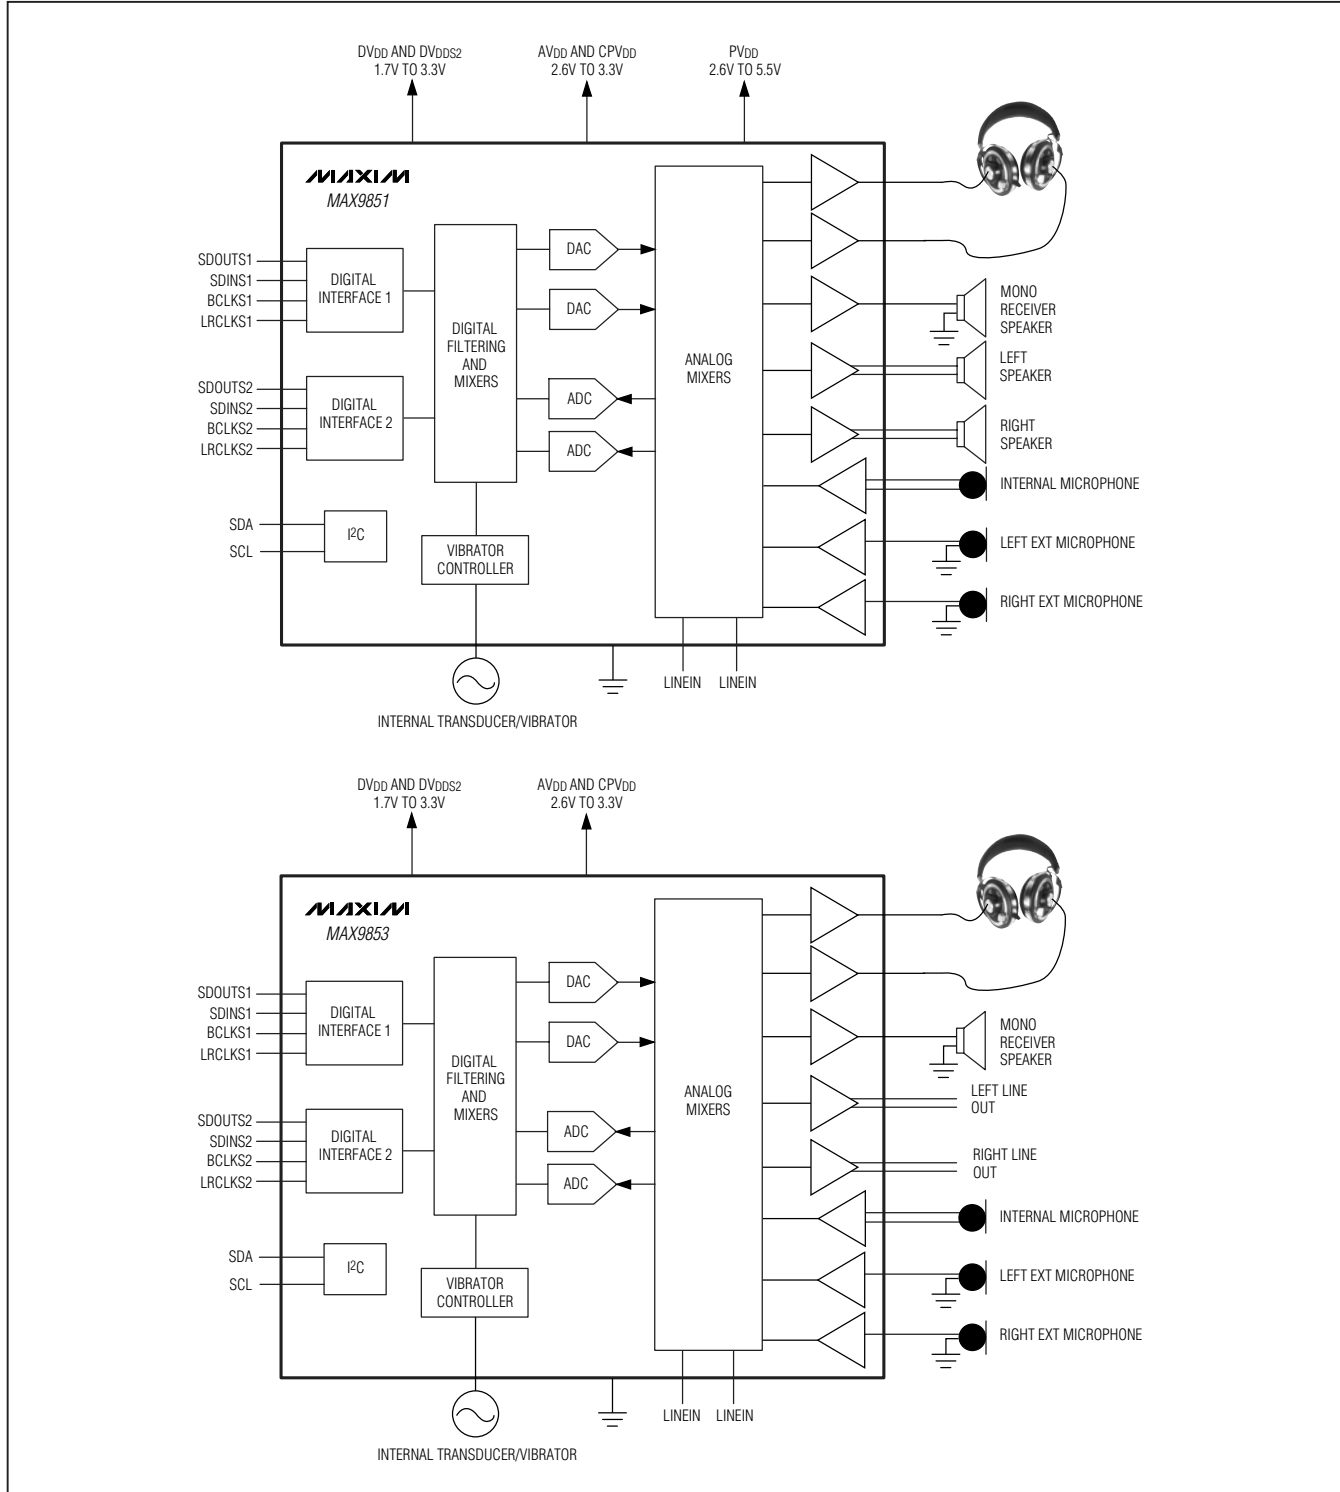 DVDD AND DVDDS2
1.7V TO 3.3V
AVDD AND CPVDD
2.6V TO 3.3V
PVDD
2.6V TO 5.5V
MAXIM
MAX9851
SDOUTS1
SDINS1
BCLKS1
LRCLKS1
DIGITAL
INTERFACE 1
SDOUTS2
SDINS2
BCLKS2
LRCLKS2
DIGITAL
INTERFACE 2
SDA
SCL
I2C
DIGITAL
FILTERING
AND
MIXERS
VIBRATOR
CONTROLLER
DAC
DAC
ADC
ADC
ANALOG
MIXERS
MONO
RECEIVER
SPEAKER
LEFT
SPEAKER
RIGHT
SPEAKER
INTERNAL MICROPHONE
LEFT EXT MICROPHONE
RIGHT EXT MICROPHONE
LINEIN
LINEIN
INTERNAL TRANSDUCER/VIBRATOR
DVDD AND DVDDS2
1.7V TO 3.3V
AVDD AND CPVDD
2.6V TO 3.3V
MAXIM
MAX9853
SDOUTS1
SDINS1
BCLKS1
LRCLKS1
DIGITAL
INTERFACE 1
SDOUTS2
SDINS2
BCLKS2
LRCLKS2
DIGITAL
INTERFACE 2
SDA
SCL
I2C
DIGITAL
FILTERING
AND
MIXERS
VIBRATOR
CONTROLLER
DAC
DAC
ADC
ADC
ANALOG
MIXERS
MONO
RECEIVER
SPEAKER
LEFT LINE
OUT
RIGHT LINE
OUT
INTERNAL MICROPHONE
LEFT EXT MICROPHONE
RIGHT EXT MICROPHONE
LINEIN
LINEIN
INTERNAL TRANSDUCER/VIBRATOR